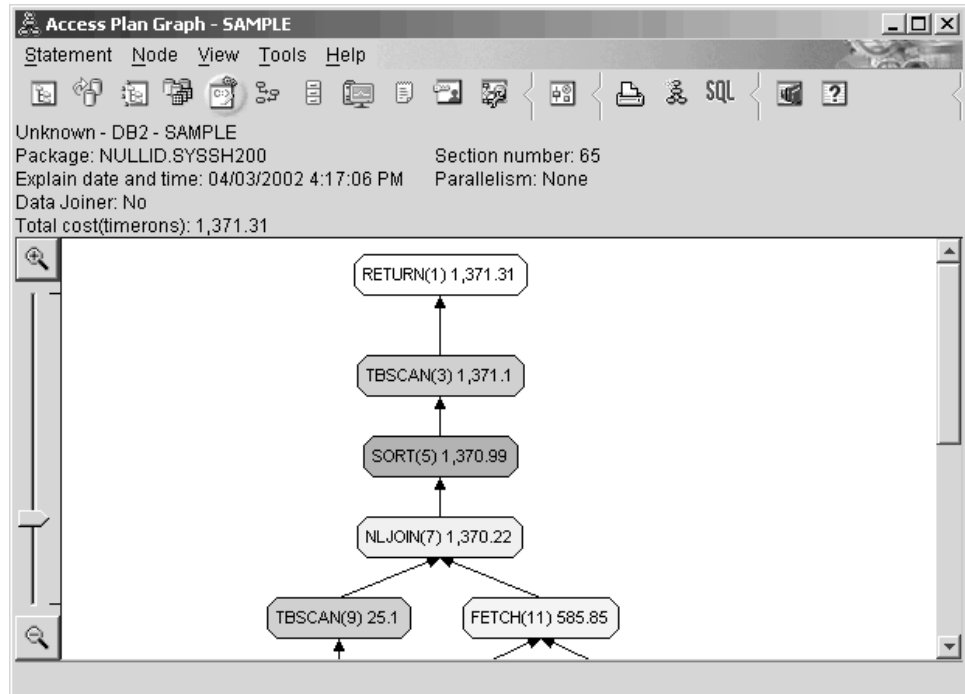 Access Plan Graph - SAMPLE
Statement Node View Tools Help
SQL
?
Unknown - DB2 - SAMPLE
Package: NULLID.SYSSH200 Section number: 65
Explain date and time: 04/03/2002 4:17:06 PM Parallelism: None
Data Joiner: No
Total cost(timerons): 1,371.31
RETURN(1) 1,371.31
TBSCAN(3) 1,371.1
SORT(5) 1,370.99
NLJOIN(7) 1,370.22
TBSCAN(9) 25.1 FETCH(11) 585.85